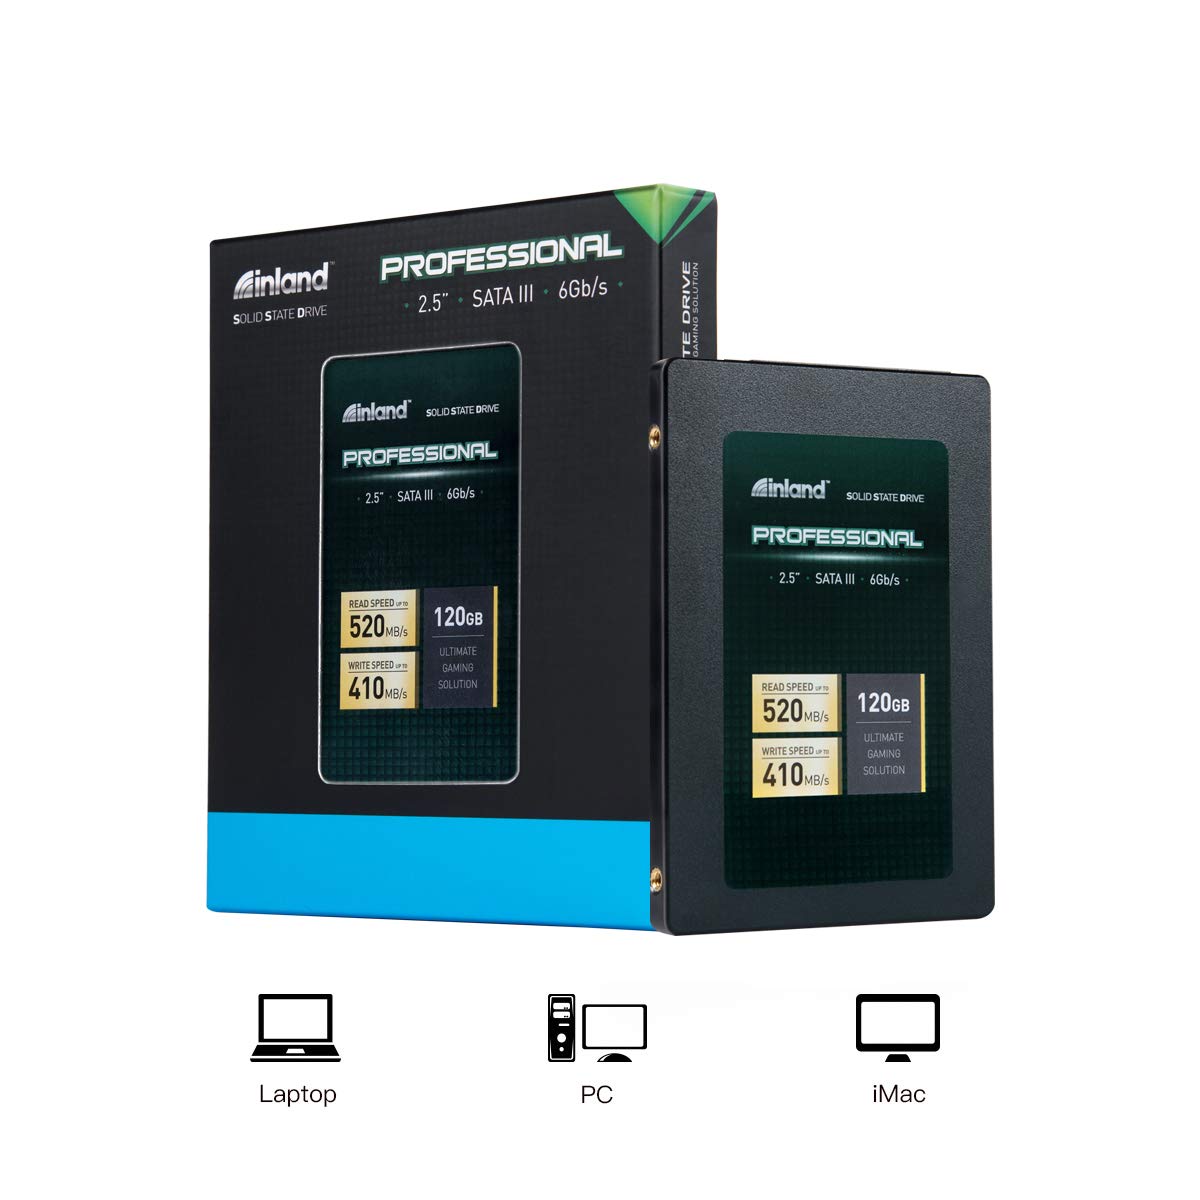 inland™
SOLID STATE DRIVE
PROFESSIONAL
· 2.5” · SATA III · 6Gb/s ·
TE DRIVE
GAMING SOLUTION
inland™ SOLID STATE DRIVE
PROFESSIONAL
· 2.5” · SATA III · 6Gb/s ·
READ SPEED UP TO
520MB/s
WRITE SPEED UP TO
410MB/s
120GB
ULTIMATE
GAMING
SOLUTION
inland™ SOLID STATE DRIVE
PROFESSIONAL
· 2.5” · SATA III · 6Gb/s ·
READ SPEED UP TO
520MB/s
WRITE SPEED UP TO
410MB/s
120GB
ULTIMATE
GAMING
SOLUTION
Laptop
PC
iMac